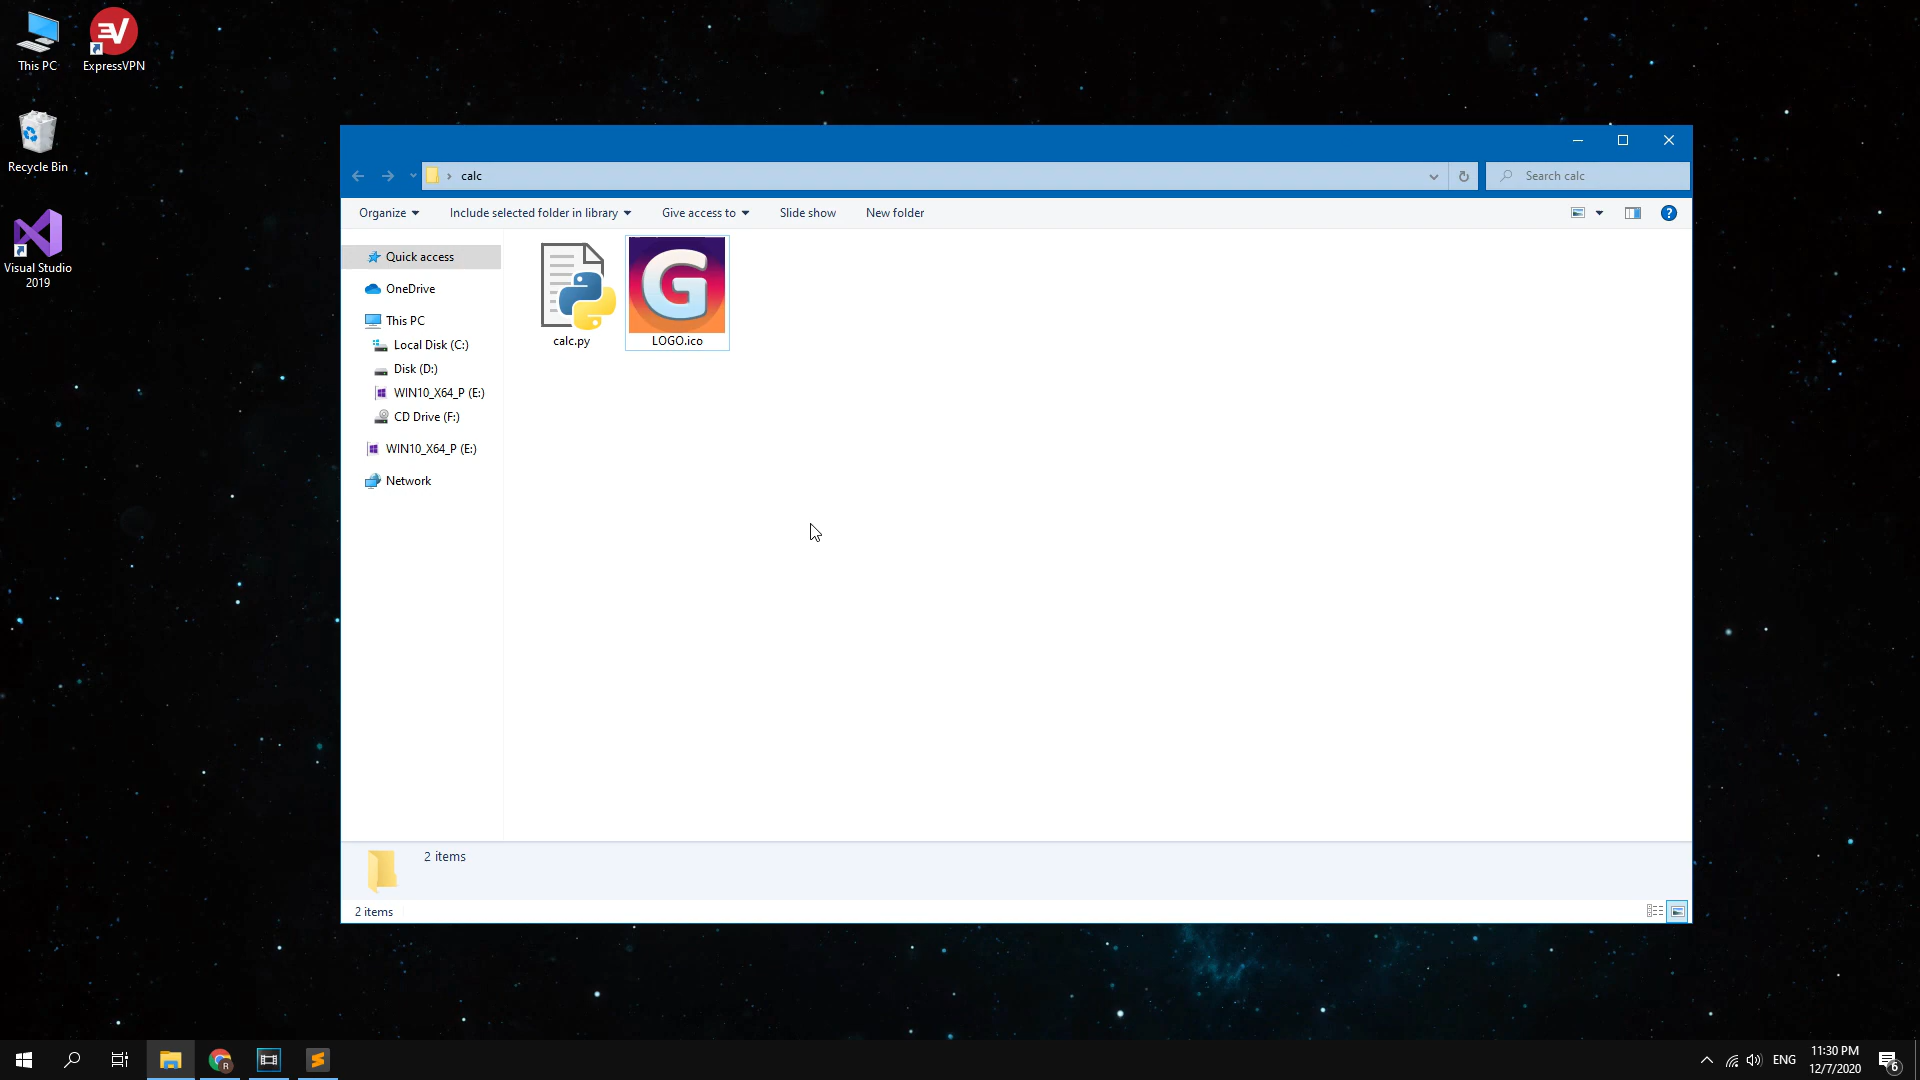 This PC
ExpressVPN
Recycle Bin
Visual Studio
2019
calc
Search calc
Organize
Include selected folder in library
Give access to
Slide show
New folder
?
Quick access
OneDrive
This PC
Local Disk (C:)
Disk (D:)
WIN10_X64_P (E:)
CD Drive (F:)
WIN10_X64_P (E:)
Network
G
calc.py
LOGO.ico
2 items
2 items
R
ENG
11:30 PM
12/7/2020
6